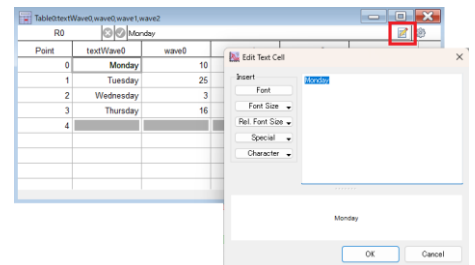 Table0:textWave0,wave0,wave1,wave2
R0 Monday
Point textWave0 wave0
0 Monday 10
1 Tuesday 25
2 Wednesday 3
3 Thursday 16
4
Edit Text Cell
Insert
Font
Font Size
Rel. Font Size
Special
Character
Monday
Monday
OK Cancel